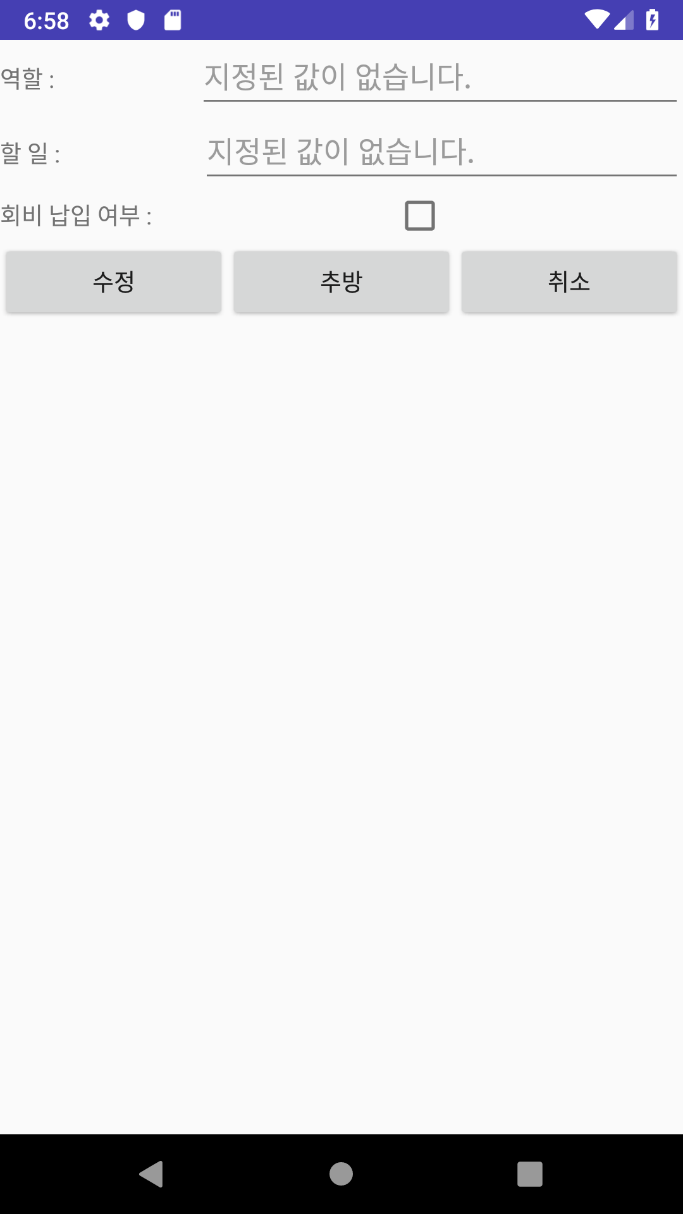 6:58
역할 : 지정된 값이 없습니다.
할 일 : 지정된 값이 없습니다.
회비 납입 여부 :
수정 추방 취소